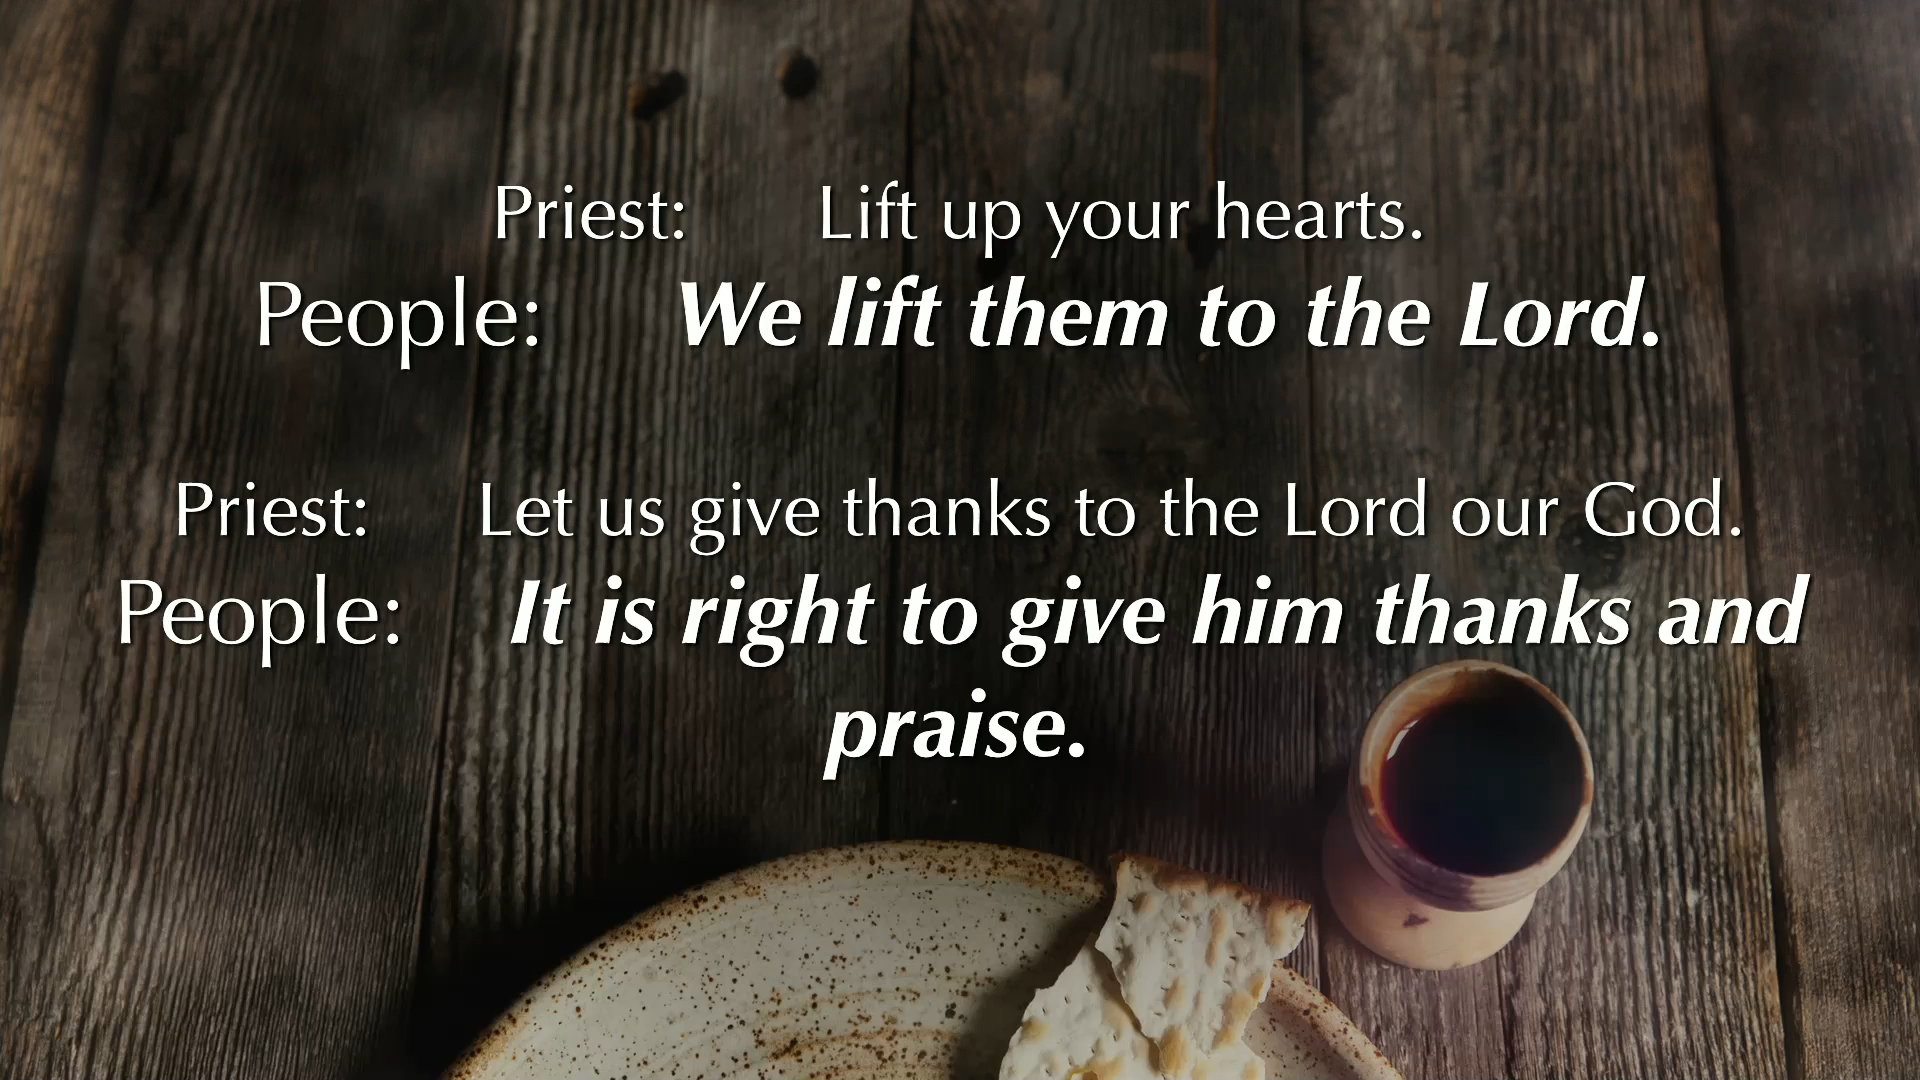 Priest: Lift up your hearts.
People: We lift them to the Lord.
Priest: Let us give thanks to the Lord our God.
People: It is right to give him thanks and
praise.